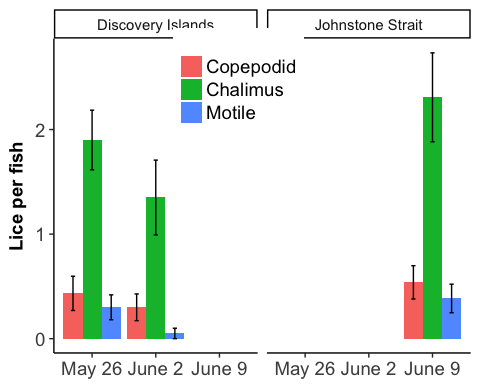 Discovery Islands
Johnstone Strait
Copepodid
Chalimus
Motile
Lice per fish
2
1
0
May 26 June 2 June 9
May 26 June 2 June 9